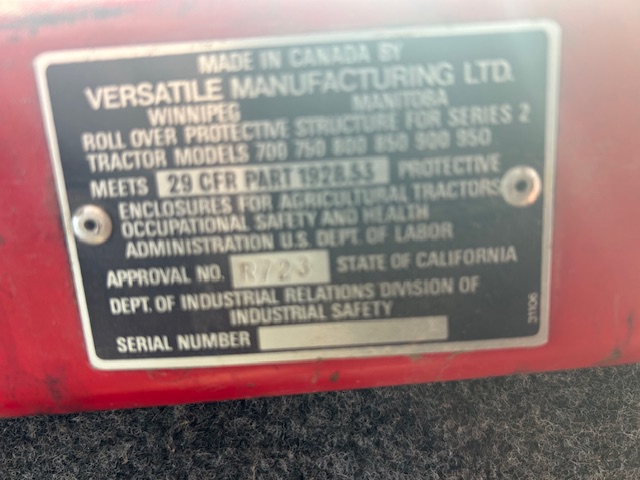 MADE IN CANADA BY
VERSATILE MANUFACTURING LTD.
WINNIPEG MANITOBA
ROLL OVER PROTECTIVE STRUCTURE FOR SERIES 2
TRACTOR MODELS 700 750 800 850 900 950
MEETS 29 CFR PART 1928.53 PROTECTIVE
ENCLOSURES FOR AGRICULTURAL TRACTORS
OCCUPATIONAL SAFETY AND HEALTH
ADMINISTRATION U.S. DEPT. OF LABOR
APPROVAL NO. R723 STATE OF CALIFORNIA
DEPT. OF INDUSTRIAL RELATIONS DIVISION OF
INDUSTRIAL SAFETY
SERIAL NUMBER